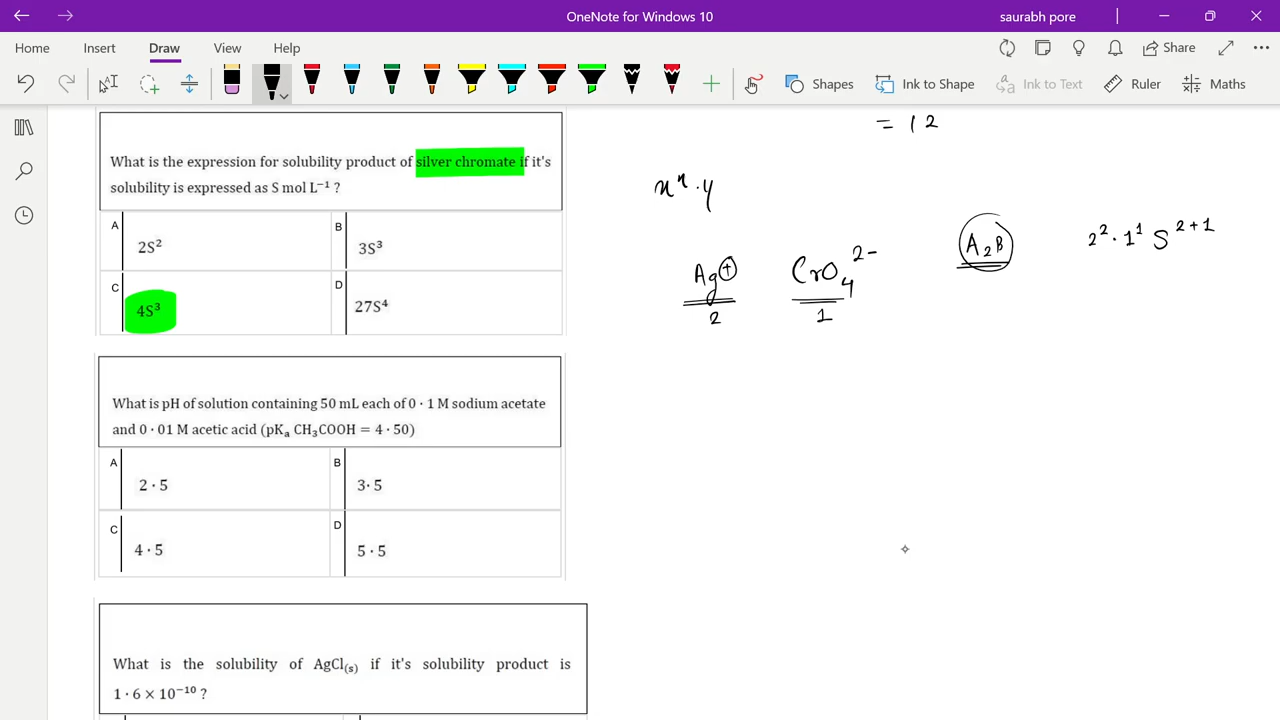 OneNote for Windows 10
saurabh pore
Home Insert Draw View Help
Share
Shapes Ink to Shape Ink to Text Ruler Maths
= 12
What is the expression for solubility product of silver chromate if it's
solubility is expressed as S mol L⁻¹ ?
A 2S²
B 3S³
C 4S³
D 27S⁴
xˣ · y
Ag⁺ CrO₄²⁻
2 1
A₂B
2² · 1¹ S²⁺¹
What is pH of solution containing 50 mL each of 0 · 1 M sodium acetate
and 0 · 01 M acetic acid (pKₐ CH₃COOH = 4 · 50)
A 2 · 5
B 3 · 5
C 4 · 5
D 5 · 5
What is the solubility of AgCl₍ₛ₎ if it's solubility product is
1 · 6 × 10⁻¹⁰ ?